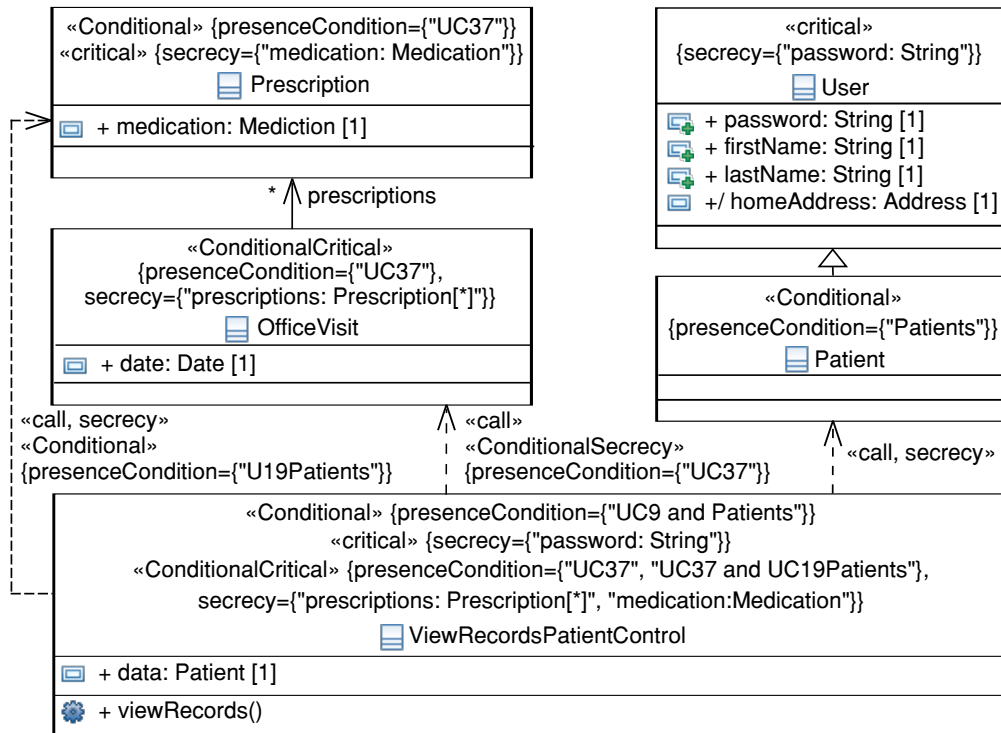 «Conditional» {presenceCondition={"UC37"}}
«critical» {secrecy={"medication: Medication"}}
Prescription
+ medication: Mediction [1]
* prescriptions
«ConditionalCritical»
{presenceCondition={"UC37"},
secrecy={"prescriptions: Prescription[*]"}}
OfficeVisit
+ date: Date [1]
«critical»
{secrecy={"password: String"}}
User
+ password: String [1]
+ firstName: String [1]
+ lastName: String [1]
+/ homeAddress: Address [1]
«Conditional»
{presenceCondition={"Patients"}}
Patient
«call, secrecy»
«Conditional»
{presenceCondition={"U19Patients"}}
«call»
«ConditionalSecrecy»
{presenceCondition={"UC37"}}
«call, secrecy»
«Conditional» {presenceCondition={"UC9 and Patients"}}
«critical» {secrecy={"password: String"}}
«ConditionalCritical» {presenceCondition={"UC37", "UC37 and UC19Patients"},
secrecy={"prescriptions: Prescription[*]", "medication:Medication"}}
ViewRecordsPatientControl
+ data: Patient [1]
+ viewRecords()